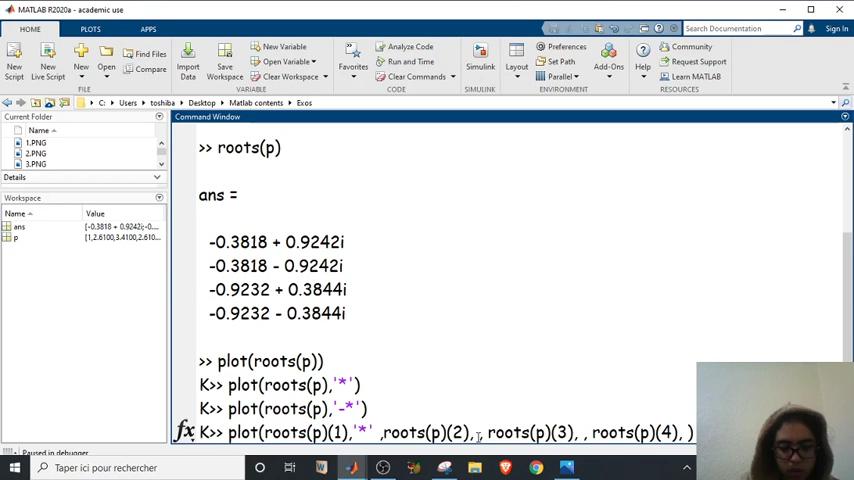 MATLAB R2020a - academic use
HOME PLOTS APPS Search Documentation Sign In
New Script New Live Script New Open Find Files Compare Import Data Save Workspace New Variable Open Variable Clear Workspace Favorites Analyze Code Run and Time Clear Commands Simulink Layout Preferences Set Path Parallel Add-Ons Help Community Request Support Learn MATLAB
FILE VARIABLE CODE SIMULINK ENVIRONMENT RESOURCES
C: Users toshiba Desktop Matlab contents Exos
Current Folder
Name
1.PNG
2.PNG
3.PNG
Details
Workspace
Name Value
ans [-0.3818 + 0.9242i;-0....
p [1,2.6100,3.4100,2.610...
Command Window
>> roots(p)
ans =
-0.3818 + 0.9242i
-0.3818 - 0.9242i
-0.9232 + 0.3844i
-0.9232 - 0.3844i
>> plot(roots(p))
K>> plot(roots(p),'*')
K>> plot(roots(p),'-*')
fx K>> plot(roots(p)(1),'*' ,roots(p)(2), , roots(p)(3), , roots(p)(4), )
Paused in debugger
Taper ici pour rechercher